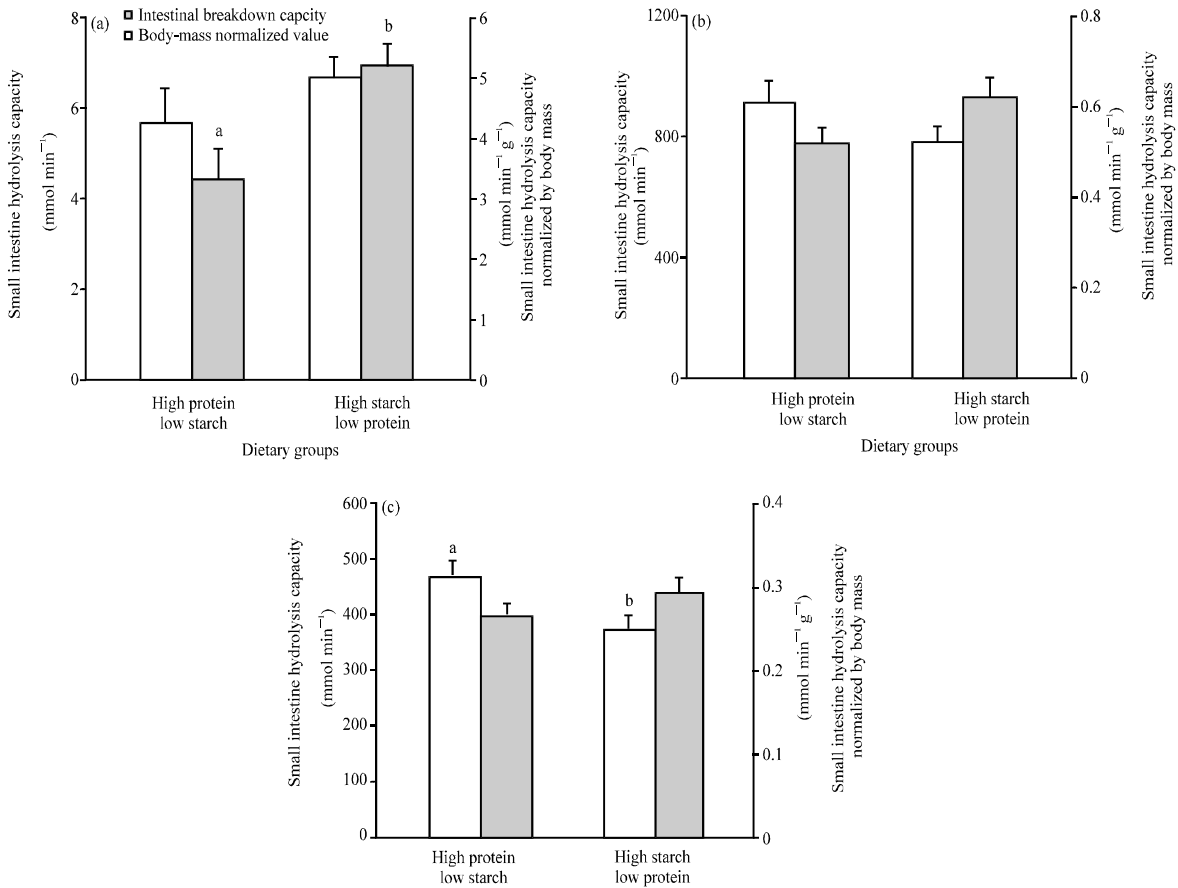 (a)
Intestinal breakdown capcity
Body-mass normalized value
8
6
4
2
0
Small intestine hydrolysis capacity
(mmol min⁻¹)
a
b
6
5
4
3
2
1
0
(mmol min⁻¹ g⁻¹)
Small intestine hydrolysis capacity
normalized by body mass
High protein
low starch
High starch
low protein
Dietary groups
(b)
1200
800
400
0
Small intestine hydrolysis capacity
(mmol min⁻¹)
0.8
0.6
0.4
0.2
0
(mmol min⁻¹ g⁻¹)
Small intestine hydrolysis capacity
normalized by body mass
High protein
low starch
High starch
low protein
Dietary groups
(c)
600
500
400
300
200
100
0
Small intestine hydrolysis capacity
(mmol min⁻¹)
a
b
0.4
0.3
0.2
0.1
0
(mmol min⁻¹ g⁻¹)
Small intestine hydrolysis capacity
normalized by body mass
High protein
low starch
High starch
low protein